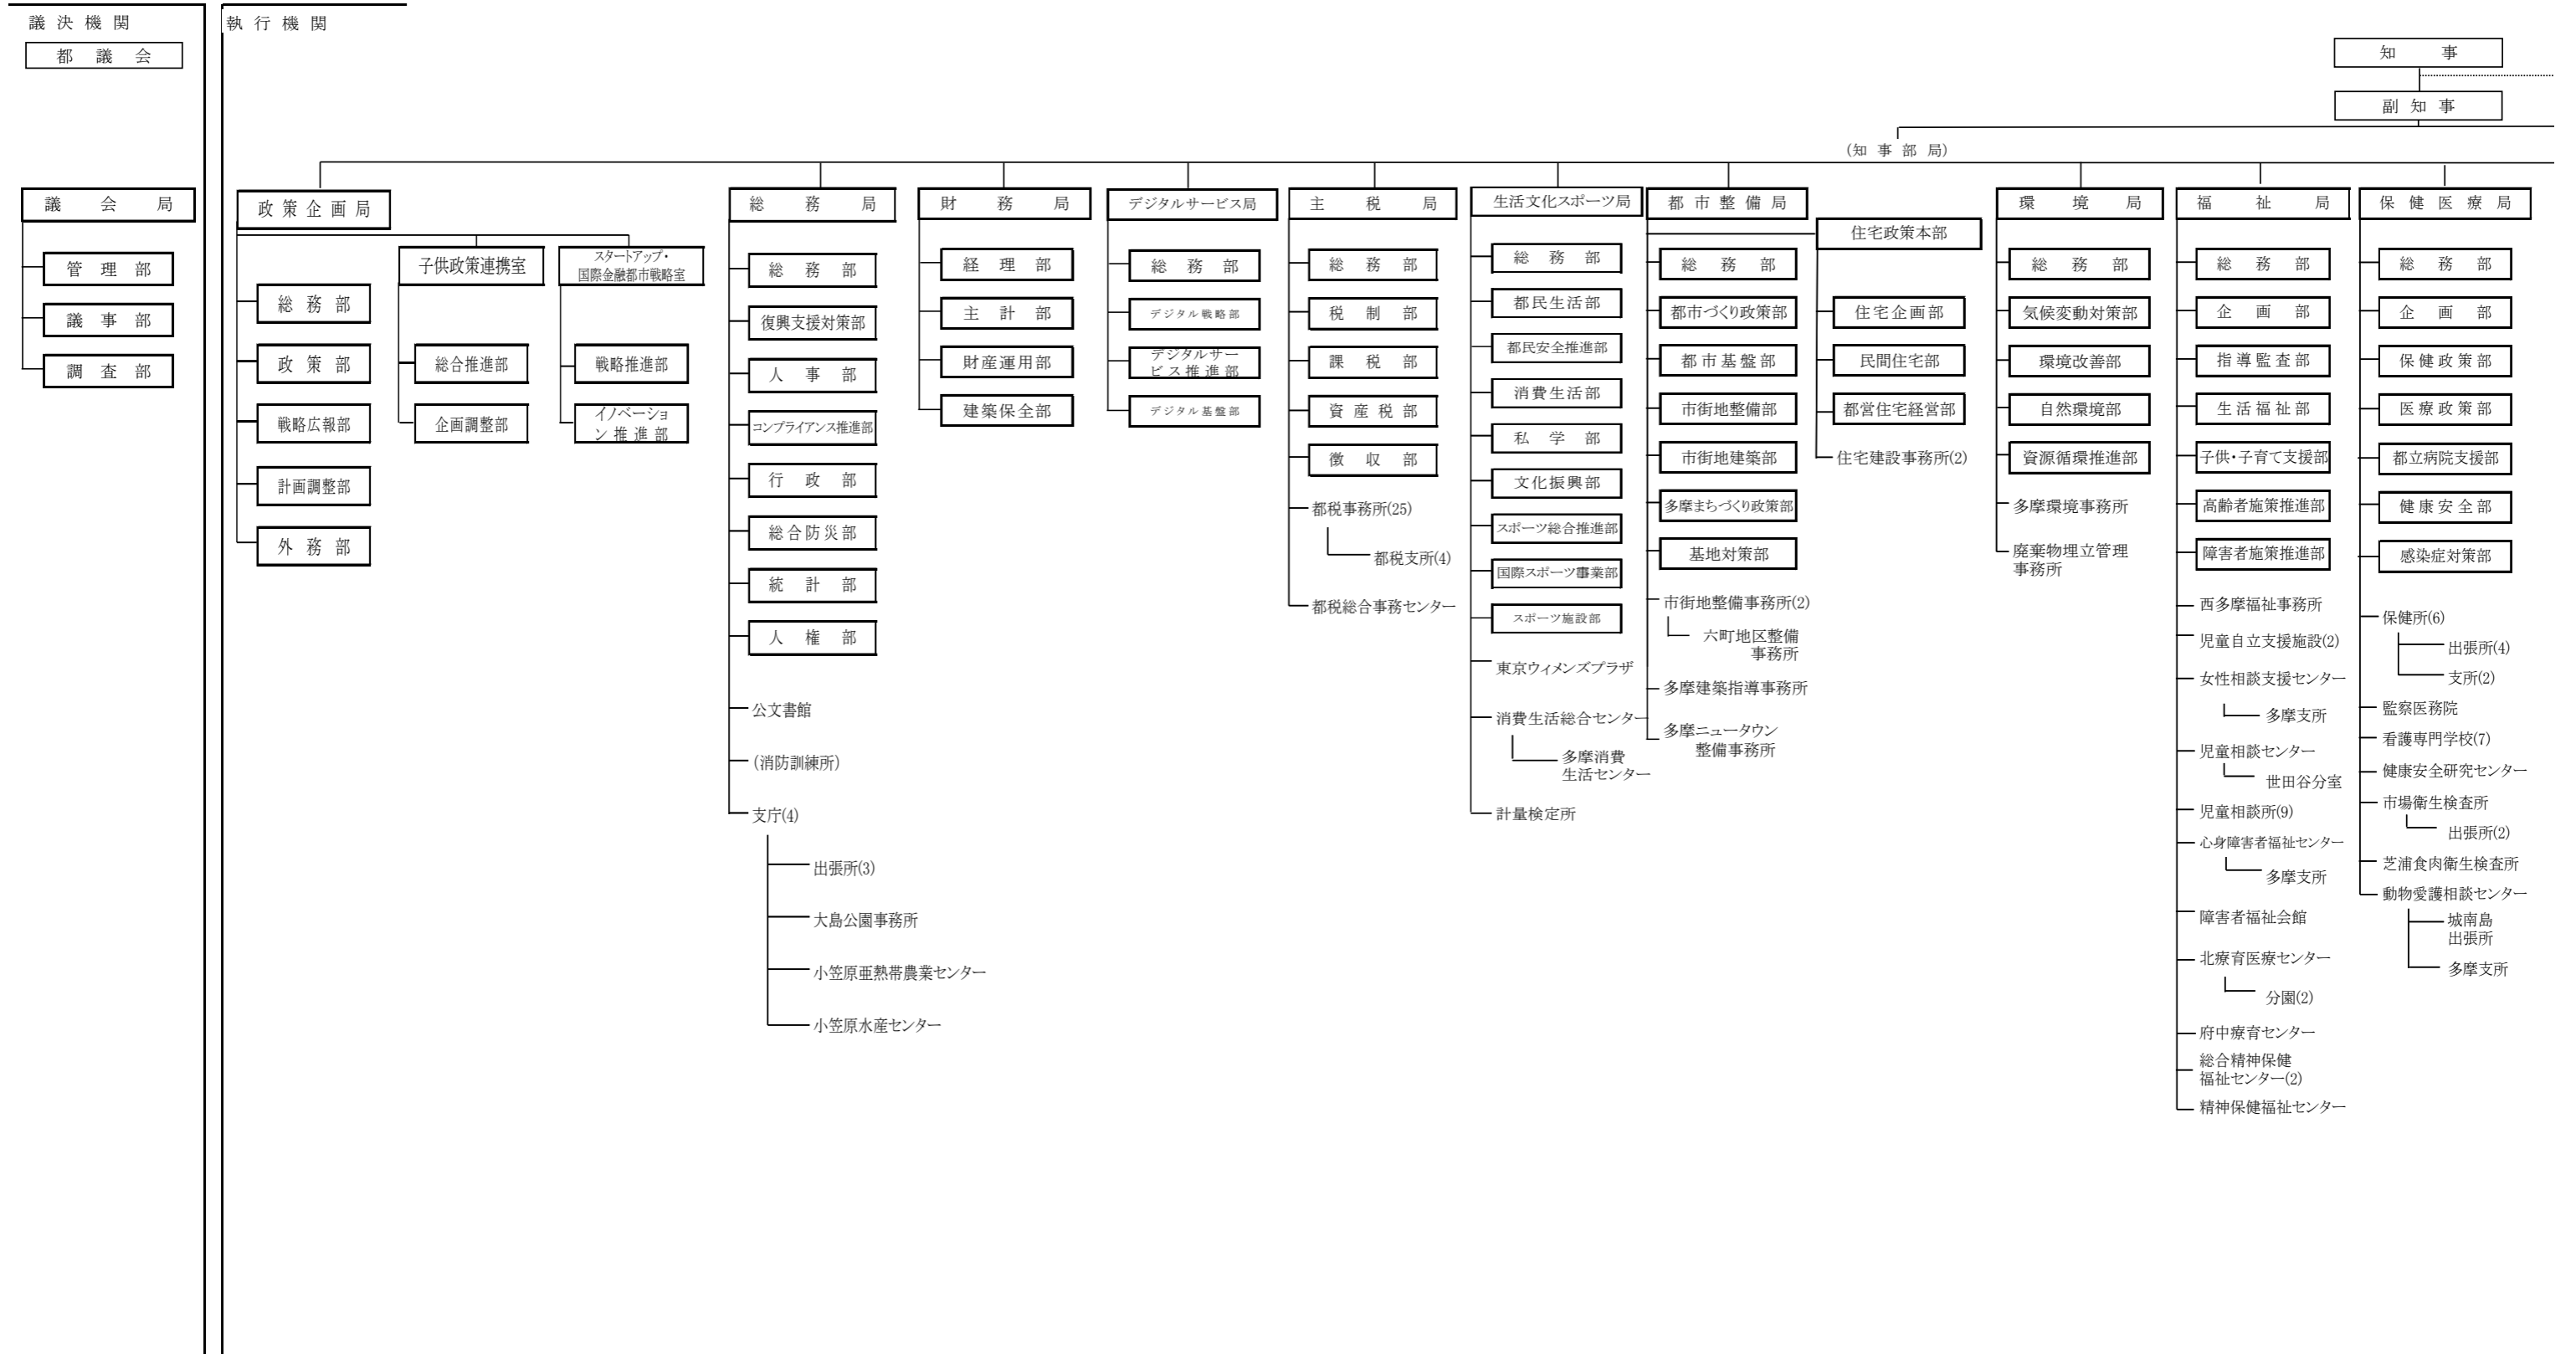 議決機関
都議会
議会局
管理部
議事部
調査部
執行機関
知事
副知事
(知事部局)
政策企画局
総務部
政策部
戦略広報部
計画調整部
外務部
子供政策連携室
総合推進部
企画調整部
スタートアップ・
国際金融都市戦略室
戦略推進部
イノベーショ
ン推進部
総務局
総務部
復興支援対策部
人事部
コンプライアンス推進部
行政部
総合防災部
統計部
人権部
公文書館
(消防訓練所)
支庁(4)
出張所(3)
大島公園事務所
小笠原亜熱帯農業センター
小笠原水産センター
財務局
経理部
主計部
財産運用部
建築保全部
デジタルサービス局
総務部
デジタル戦略部
デジタルサー
ビス推進部
デジタル基盤部
主税局
総務部
税制部
課税部
資産税部
徴収部
都税事務所(25)
都税支所(4)
都税総合事務センター
生活文化スポーツ局
総務部
都民生活部
都民安全推進部
消費生活部
私学部
文化振興部
スポーツ総合推進部
国際スポーツ事業部
スポーツ施設部
東京ウィメンズプラザ
消費生活総合センター
多摩消費
生活センター
計量検定所
都市整備局
総務部
都市づくり政策部
都市基盤部
市街地整備部
市街地建築部
多摩まちづくり政策部
基地対策部
市街地整備事務所(2)
六町地区整備
事務所
多摩建築指導事務所
多摩ニュータウン
整備事務所
住宅政策本部
住宅企画部
民間住宅部
都営住宅経営部
住宅建設事務所(2)
環境局
総務部
気候変動対策部
環境改善部
自然環境部
資源循環推進部
多摩環境事務所
廃棄物埋立管理
事務所
福祉局
総務部
企画部
指導監査部
生活福祉部
子供・子育て支援部
高齢者施策推進部
障害者施策推進部
西多摩福祉事務所
児童自立支援施設(2)
女性相談支援センター
多摩支所
児童相談センター
世田谷分室
児童相談所(9)
心身障害者福祉センター
多摩支所
障害者福祉会館
北療育医療センター
分園(2)
府中療育センター
総合精神保健
福祉センター(2)
精神保健福祉センター
保健医療局
総務部
企画部
保健政策部
医療政策部
都立病院支援部
健康安全部
感染症対策部
保健所(6)
出張所(4)
支所(2)
監察医務院
看護専門学校(7)
健康安全研究センター
市場衛生検査所
出張所(2)
芝浦食肉衛生検査所
動物愛護相談センター
城南島
出張所
多摩支所